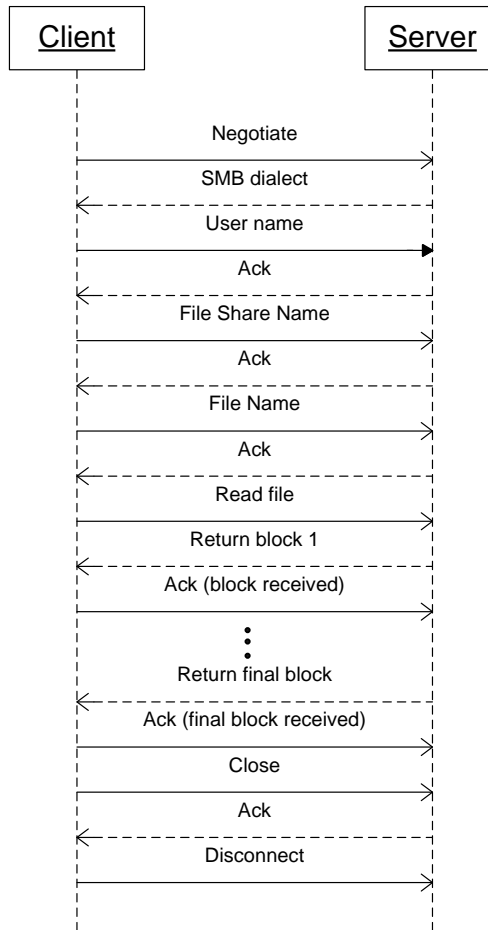 Client
Server
Negotiate
SMB dialect
User name
Ack
File Share Name
Ack
File Name
Ack
Read file
Return block 1
Ack (block received)
Return final block
Ack (final block received)
Close
Ack
Disconnect